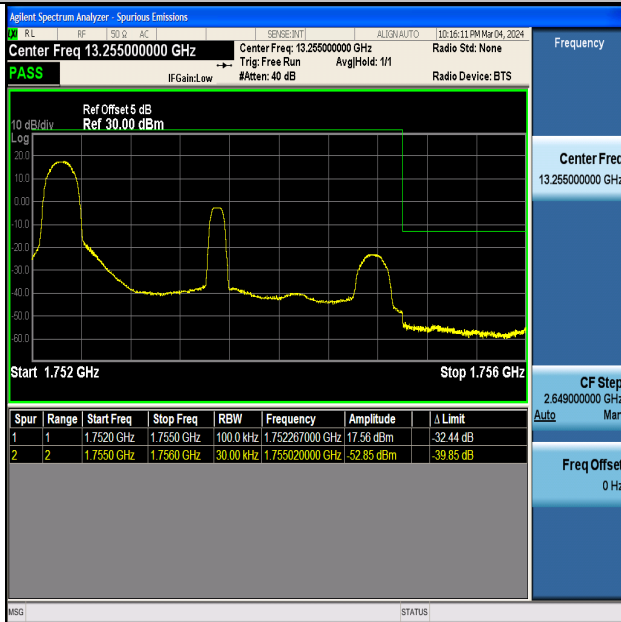 Agilent Spectrum Analyzer - Spurious Emissions
RL RF 50 Ω AC SENSE:INT ALIGNAUTO 10:16:11 PM Mar 04, 2024
Center Freq 13.255000000 GHz Center Freq: 13.255000000 GHz Radio Std: None Frequency
Trig: Free Run Avg|Hold: 1/1
PASS IFGain:Low #Atten: 40 dB Radio Device: BTS
Ref Offset 5 dB
10 dB/div Ref 30.00 dBm
Log
20.0
10.0
0.00
-10.0
-20.0
-30.0
-40.0
-50.0
-60.0
Start 1.752 GHz Stop 1.756 GHz
Center Freq
13.255000000 GHz
CF Step
2.649000000 GHz
Auto Man
Freq Offset
0 Hz
Spur Range Start Freq Stop Freq RBW Frequency Amplitude Δ Limit
1 1 1.7520 GHz 1.7550 GHz 100.0 kHz 1.752267000 GHz 17.56 dBm -32.44 dB
2 2 1.7550 GHz 1.7560 GHz 30.00 kHz 1.755020000 GHz -52.85 dBm -39.85 dB
MSG STATUS